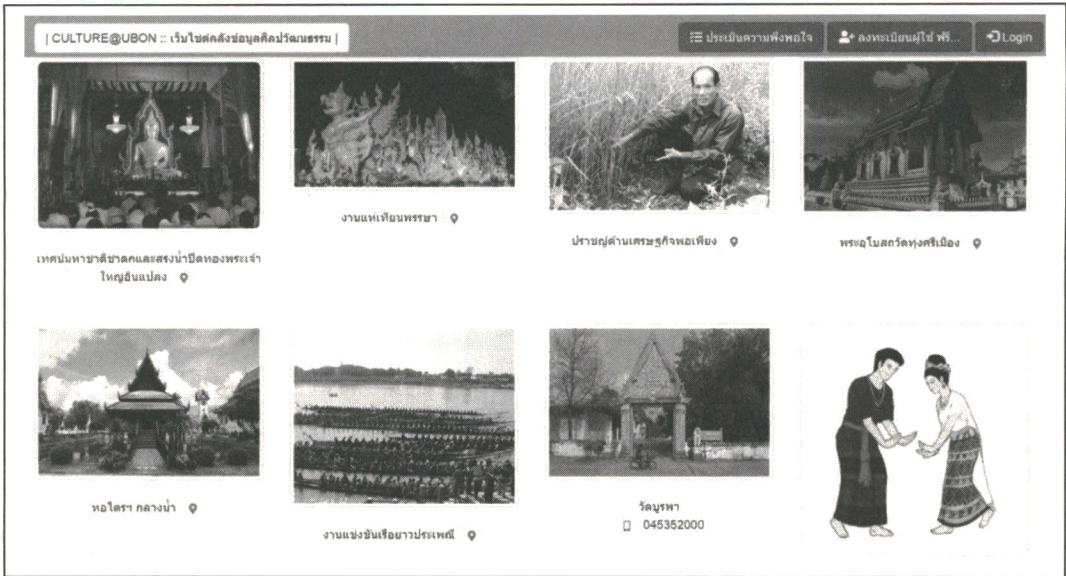 | CULTURE@UBON :: เว็บไซต์คลังข้อมูลศิลปวัฒนธรรม |
ประเมินความพึงพอใจ
ลงทะเบียนผู้ใช้ ฟรี...
Login
เทศน์มหาชาติชาดกและสรงน้ำปิดทองพระเจ้า
ใหญ่อินแปลง
งานแห่เทียนพรรษา
ปราชญ์ด้านเศรษฐกิจพอเพียง
พระอุโบสถวัดทุ่งศรีเมือง
หอไตรฯ กลางน้ำ
งานแข่งขันเรือยาวประเพณี
วัดบูรพา
045352000